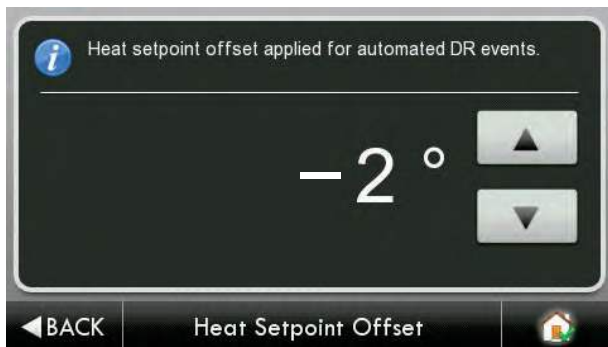 Heat setpoint offset applied for automated DR events.
−2°
BACK Heat Setpoint Offset